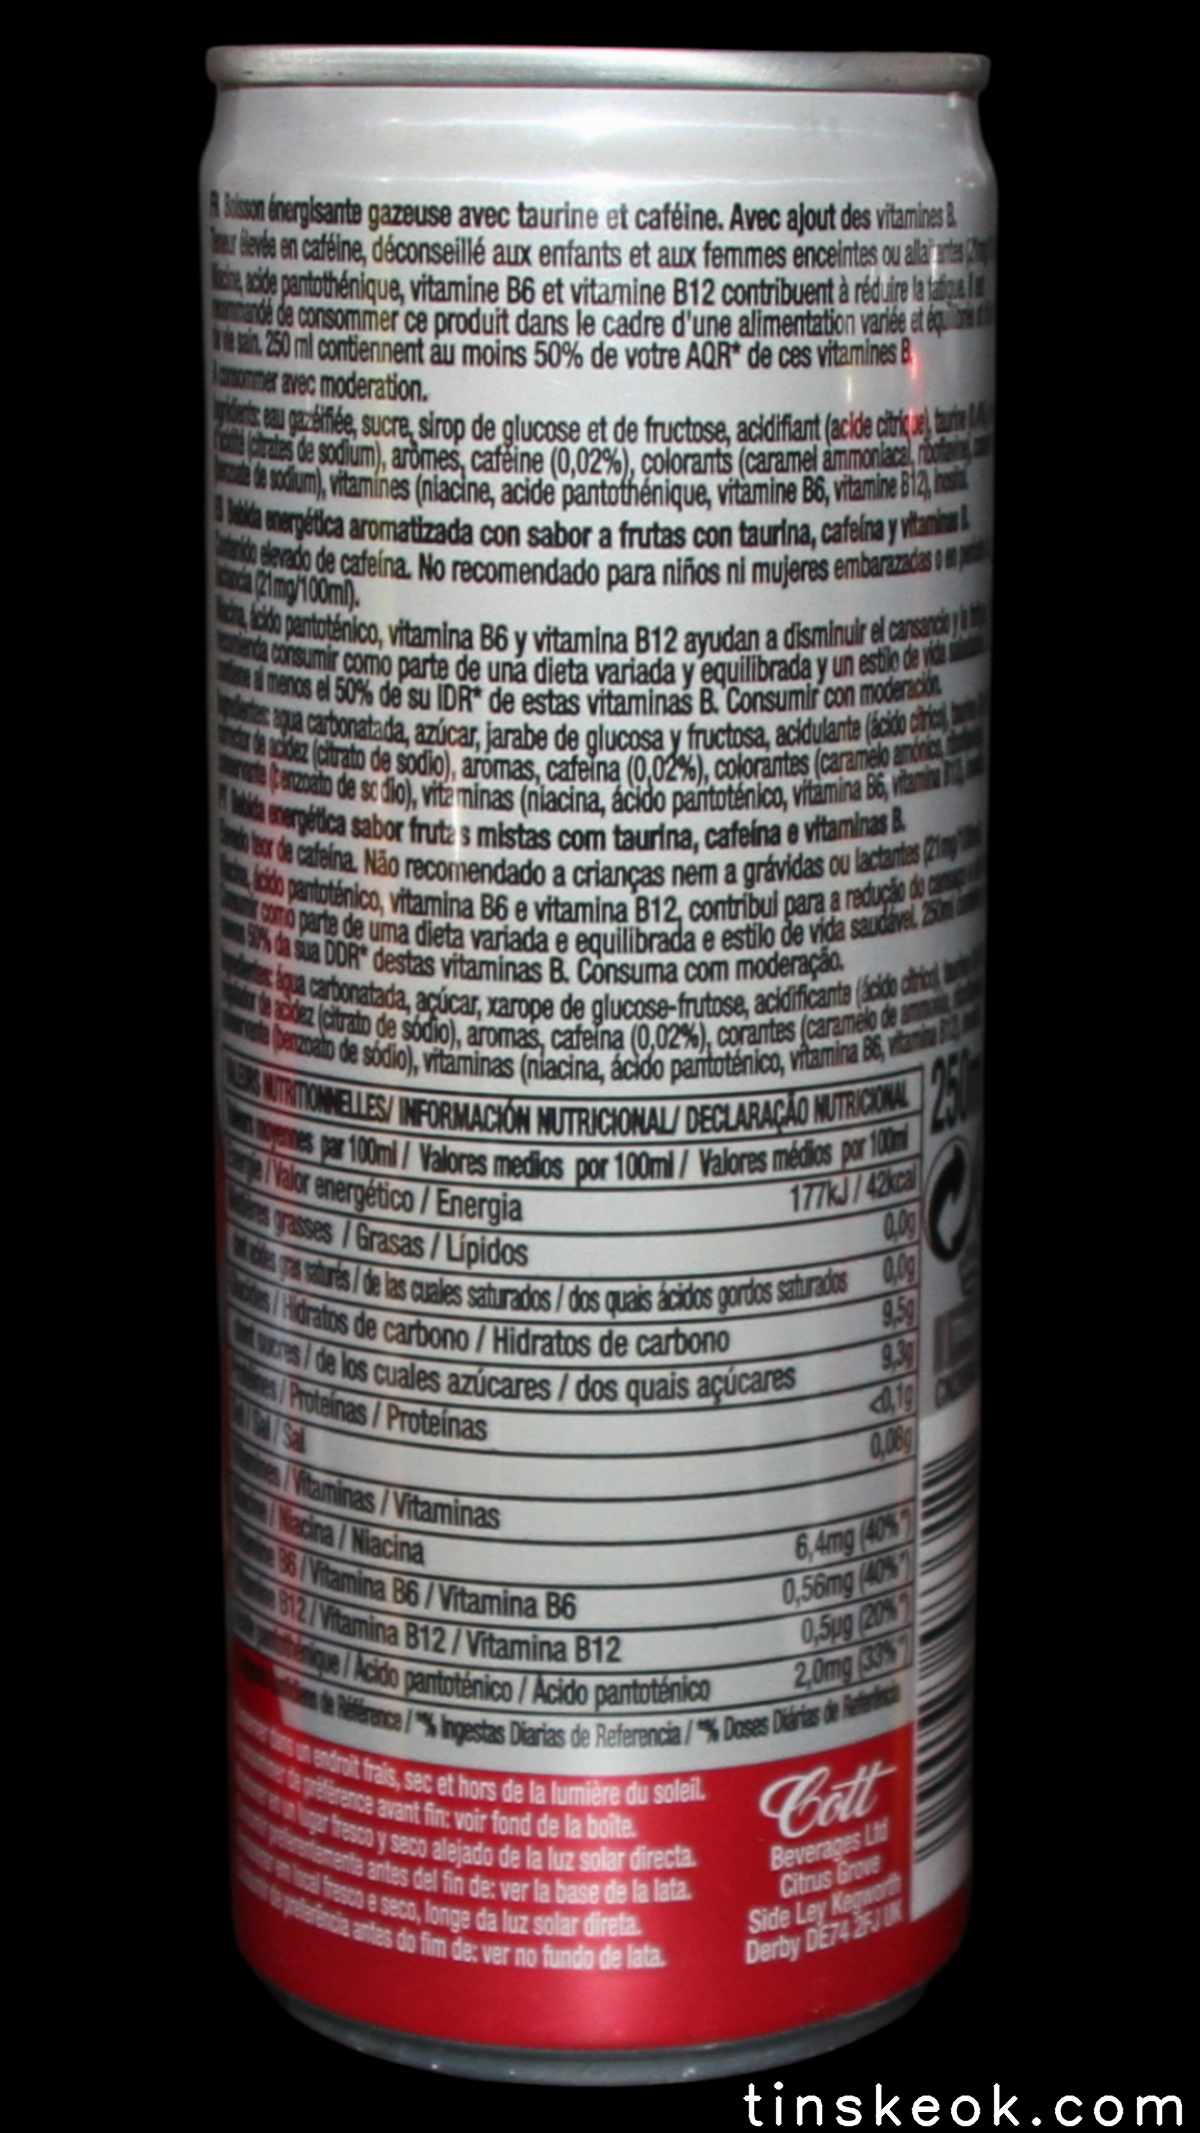 FR Boisson énergisante gazeuse avec taurine et caféine. Avec ajout des vitamines B.
élevée en caféine, déconseillé aux enfants et aux femmes enceintes ou
Niacine, acide pantothénique, vitamine B6 et vitamine B12 contribuent à réduire la fatigue. Il est
recommandé de consommer ce produit dans le cadre d'une alimentation variée et
de vie sain. 250 ml contiennent au moins 50% de votre AQR* de ces vitamines B.
A consommer avec moderation.
Ingrédients: eau gazéifiée, sucre, sirop de glucose et de fructose, acidifiant (acide citrique), taurine
(citrates de sodium), arômes, caféine (0,02%), colorants (caramel ammoniacal, riboflavine),
de sodium), vitamines (niacine, acide pantothénique, vitamine B6, vitamine B12), inositol.
Bebida energética aromatizada con sabor a frutas con taurina, cafeína y vitaminas B.
Contenido elevado de cafeína. No recomendado para niños ni mujeres embarazadas o en
lactancia (21mg/100ml).
Niacina, ácido pantoténico, vitamina B6 y vitamina B12 ayudan a disminuir el cansancio y la
recomienda consumir como parte de una dieta variada y equilibrada y un estilo de vida
contiene al menos el 50% de su IDR* de estas vitaminas B. Consumir con moderación.
Ingredientes: agua carbonatada, azúcar, jarabe de glucosa y fructosa, acidulante (ácido cítrico),
de acidez (citrato de sodio), aromas, cafeína (0,02%), colorantes (caramelo amónico,
(benzoato de sodio), vitaminas (niacina, ácido pantoténico, vitamina B6, vitamina B12),
PT Bebida energética sabor frutas mistas com taurina, cafeína e vitaminas B.
Elevado teor de cafeína. Não recomendado a crianças nem a grávidas ou lactantes (21mg/100ml).
Niacina, ácido pantoténico, vitamina B6 e vitamina B12, contribui para a redução do cansaço
Consumir como parte de uma dieta variada e equilibrada e estilo de vida saudável. 250ml
50% da sua DDR* destas vitaminas B. Consuma com moderação.
Ingredientes: água carbonatada, açúcar, xarope de glucose-frutose, acidificante (ácido cítrico),
de acidez (citrato de sódio), aromas, cafeína (0,02%), corantes (caramelo de
(benzoato de sódio), vitaminas (niacina, ácido pantoténico, vitamina B6, vitamina B12),
VALEURS NUTRITIONNELLES/ INFORMACIÓN NUTRICIONAL/ DECLARAÇÃO NUTRICIONAL
moyennes par 100ml / Valores medios por 100ml / Valores médios por 100ml
Energie / Valor energético / Energia 177kJ / 42kcal
Matières grasses / Grasas / Lípidos 0,0g
dont acides gras saturés / de las cuales saturados / dos quais ácidos gordos saturados 0,0g
Glucides / Hidratos de carbono / Hidratos de carbono 9,5g
dont sucres / de los cuales azúcares / dos quais açúcares 9,3g
Protéines / Proteínas / Proteínas <0,1g
Sel / Sal / Sal 0,08g
Vitamines / Vitaminas / Vitaminas
Niacine / Niacina / Niacina 6,4mg (40%*)
Vitamine B6 / Vitamina B6 / Vitamina B6 0,56mg (40%*)
Vitamine B12 / Vitamina B12 / Vitamina B12 0,5µg (20%*)
Acide pantothénique / Ácido pantoténico / Ácido pantoténico 2,0mg (33%*)
de Référence / *% Ingestas Diarias de Referencia / *% Doses Diárias de Referência
dans un endroit frais, sec et hors de la lumière du soleil.
de préférence avant fin: voir fond de la boîte.
en un lugar fresco y seco alejado de la luz solar directa.
preferentemente antes del fin de: ver la base de la lata.
em local fresco e seco, longe da luz solar direta.
de preferência antes do fim de: ver no fundo de lata.
Cott
Beverages Ltd
Citrus Grove
Side Ley Kegworth
Derby DE74 2FJ UK
tinskeok.com